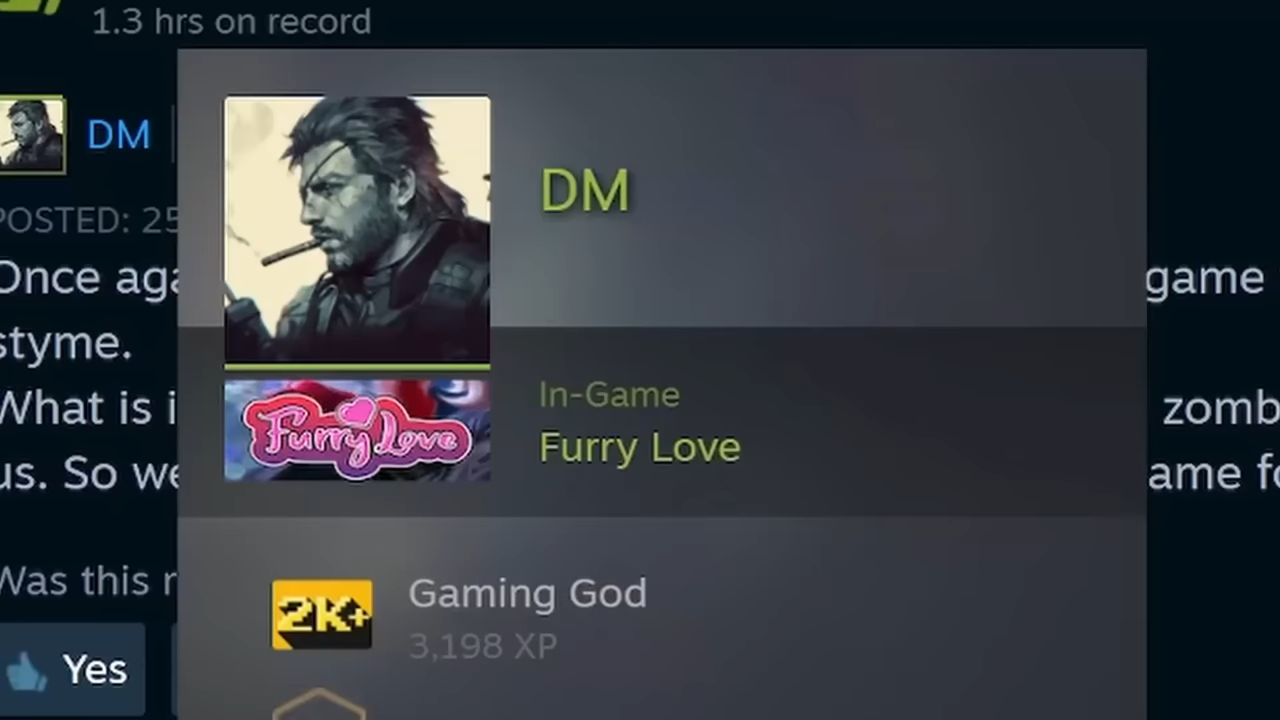 1.3 hrs on record
DM
DM
POSTED: 25
Once aga
game
styme.
In-Game
Furry Love
Furry Love
What is i
zomb
us. So we
ame fo
2K+
Gaming God
3,198 XP
Was this r
Yes